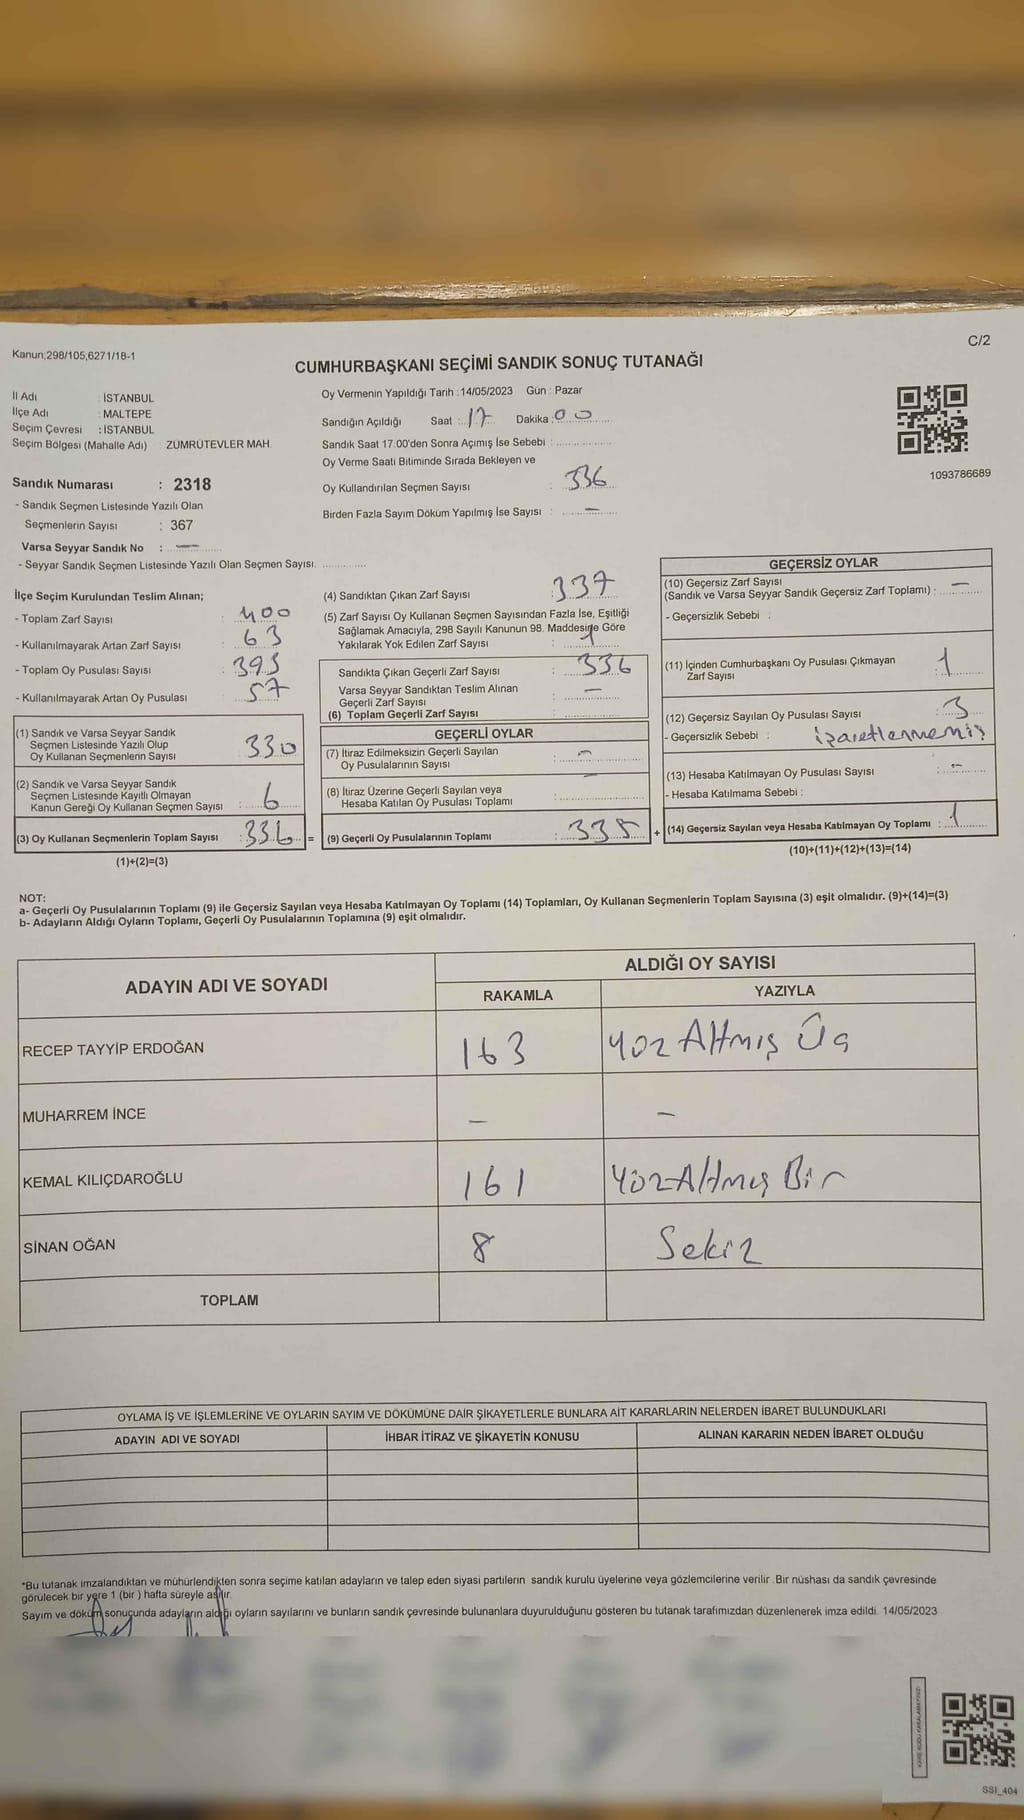 Kanun;298/105,6271/18-1
C/2
CUMHURBAŞKANI SEÇİMİ SANDIK SONUÇ TUTANAĞI
İl Adı : İSTANBUL
İlçe Adı : MALTEPE
Seçim Çevresi : İSTANBUL
Seçim Bölgesi (Mahalle Adı) : ZÜMRÜTEVLER MAH.
Oy Vermenin Yapıldığı Tarih : 14/05/2023 Gün : Pazar
Sandığın Açıldığı Saat : 17 Dakika : 00
Sandık Saat 17.00'den Sonra Açımış İse Sebebi :
Oy Verme Saati Bitiminde Sırada Bekleyen ve
Oy Kullandırılan Seçmen Sayısı : 336
Birden Fazla Sayım Döküm Yapılmış İse Sayısı : —
1093786689
Sandık Numarası : 2318
- Sandık Seçmen Listesinde Yazılı Olan
Seçmenlerin Sayısı : 367
Varsa Seyyar Sandık No : —
- Seyyar Sandık Seçmen Listesinde Yazılı Olan Seçmen Sayısı:
İlçe Seçim Kurulundan Teslim Alınan;
- Toplam Zarf Sayısı : 400
- Kullanılmayarak Artan Zarf Sayısı : 63
- Toplam Oy Pusulası Sayısı : 393
- Kullanılmayarak Artan Oy Pusulası : 57
(1) Sandık ve Varsa Seyyar Sandık
Seçmen Listesinde Yazılı Olup
Oy Kullanan Seçmenlerin Sayısı : 330
(2) Sandık ve Varsa Seyyar Sandık
Seçmen Listesinde Kayıtlı Olmayan
Kanun Gereği Oy Kullanan Seçmen Sayısı : 6
(3) Oy Kullanan Seçmenlerin Toplam Sayısı : 336 =
(1)+(2)=(3)
(4) Sandıktan Çıkan Zarf Sayısı : 337
(5) Zarf Sayısı Oy Kullanan Seçmen Sayısından Fazla İse, Eşitliği
Sağlamak Amacıyla, 298 Sayılı Kanunun 98. Maddesine Göre
Yakılarak Yok Edilen Zarf Sayısı : 1
Sandıkta Çıkan Geçerli Zarf Sayısı : 336
Varsa Seyyar Sandıktan Teslim Alınan
Geçerli Zarf Sayısı : —
(6) Toplam Geçerli Zarf Sayısı :
GEÇERLİ OYLAR
(7) İtiraz Edilmeksizin Geçerli Sayılan
Oy Pusulalarının Sayısı : —
(8) İtiraz Üzerine Geçerli Sayılan veya
Hesaba Katılan Oy Pusulası Toplamı : —
(9) Geçerli Oy Pusulalarının Toplamı : 335 +
GEÇERSİZ OYLAR
(10) Geçersiz Zarf Sayısı
(Sandık ve Varsa Seyyar Sandık Geçersiz Zarf Toplamı) : —
- Geçersizlik Sebebi :
(11) İçinden Cumhurbaşkanı Oy Pusulası Çıkmayan
Zarf Sayısı : 1
(12) Geçersiz Sayılan Oy Pusulası Sayısı : 3
- Geçersizlik Sebebi : işaretlenmemiş
(13) Hesaba Katılmayan Oy Pusulası Sayısı : —
- Hesaba Katılmama Sebebi :
(14) Geçersiz Sayılan veya Hesaba Katılmayan Oy Toplamı : 1
(10)+(11)+(12)+(13)=(14)
NOT:
a- Geçerli Oy Pusulalarının Toplamı (9) ile Geçersiz Sayılan veya Hesaba Katılmayan Oy Toplamı (14) Toplamları, Oy Kullanan Seçmenlerin Toplam Sayısına (3) eşit olmalıdır. (9)+(14)=(3)
b- Adayların Aldığı Oyların Toplamı, Geçerli Oy Pusulalarının Toplamına (9) eşit olmalıdır.
ADAYIN ADI VE SOYADI ALDIĞI OY SAYISI
RAKAMLA YAZIYLA
RECEP TAYYİP ERDOĞAN 163 yüz Altmış Üç
MUHARREM İNCE — —
KEMAL KILIÇDAROĞLU 161 yüz Altmış Bir
SİNAN OĞAN 8 Sekiz
TOPLAM
OYLAMA İŞ VE İŞLEMLERİNE VE OYLARIN SAYIM VE DÖKÜMÜNE DAİR ŞİKAYETLERLE BUNLARA AİT KARARLARIN NELERDEN İBARET BULUNDUKLARI
ADAYIN ADI VE SOYADI İHBAR İTİRAZ VE ŞİKAYETİN KONUSU ALINAN KARARIN NEDEN İBARET OLDUĞU
*Bu tutanak imzalandıktan ve mühürlendikten sonra seçime katılan adayların ve talep eden siyasi partilerin sandık kurulu üyelerine veya gözlemcilerine verilir .Bir nüshası da sandık çevresinde
görülecek bir yere 1 (bir ) hafta süreyle asılır.
Sayım ve döküm sonucunda adayların aldığı oyların sayılarını ve bunların sandık çevresinde bulunanlara duyurulduğunu gösteren bu tutanak tarafımızdan düzenlenerek imza edildi. 14/05/2023
SSI_404